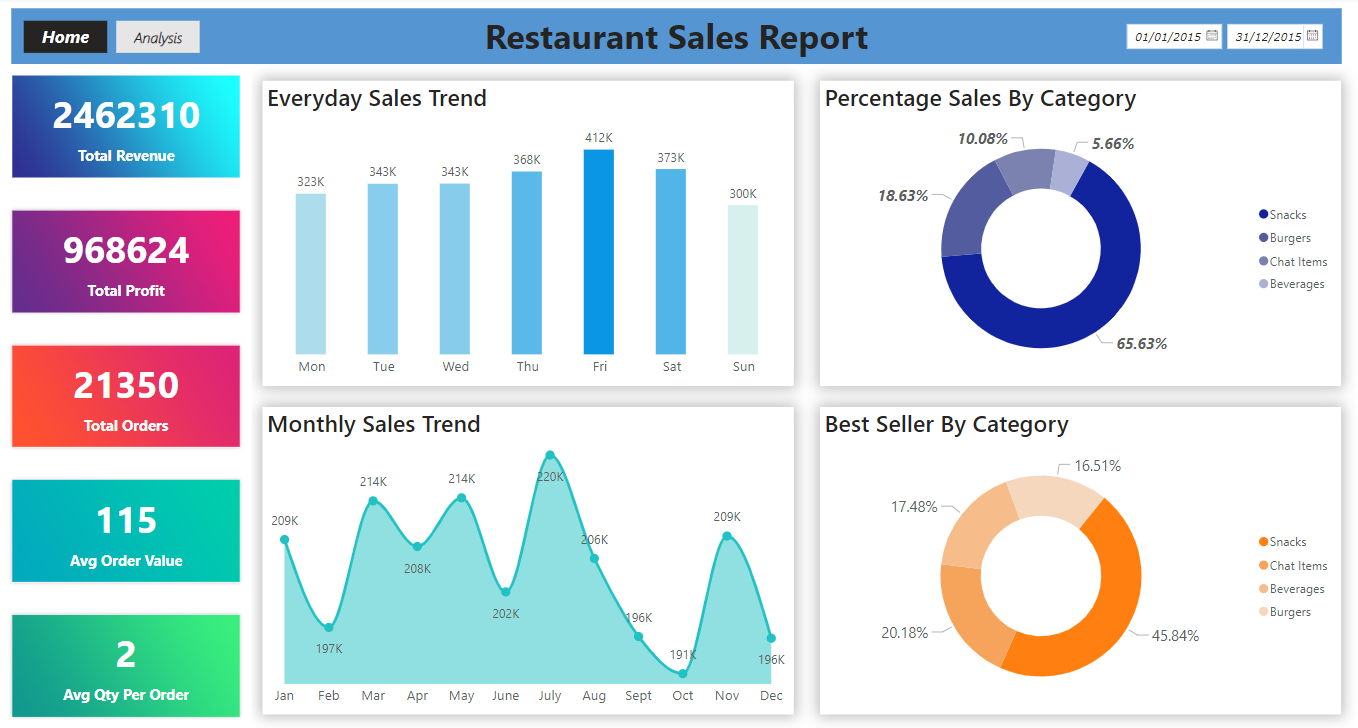 Home
Analysis
Restaurant Sales Report
01/01/2015
31/12/2015
2462310
Total Revenue
968624
Total Profit
21350
Total Orders
115
Avg Order Value
2
Avg Qty Per Order
Everyday Sales Trend
323K
343K
343K
368K
412K
373K
300K
Mon
Tue
Wed
Thu
Fri
Sat
Sun
Percentage Sales By Category
10.08%
5.66%
18.63%
65.63%
Snacks
Burgers
Chat Items
Beverages
Monthly Sales Trend
209K
197K
214K
208K
214K
202K
220K
206K
196K
191K
209K
196K
Jan
Feb
Mar
Apr
May
June
July
Aug
Sept
Oct
Nov
Dec
Best Seller By Category
16.51%
17.48%
20.18%
45.84%
Snacks
Chat Items
Beverages
Burgers